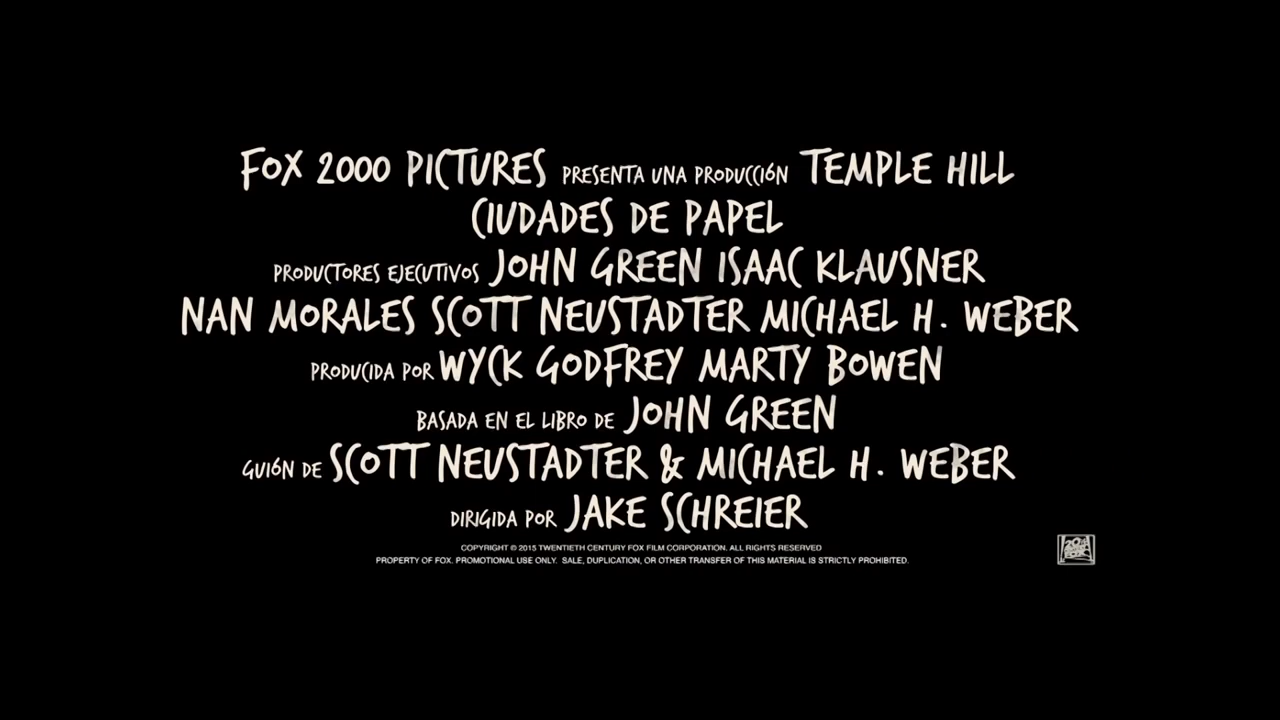 FOX 2000 PICTURES PRESENTA UNA PRODUCCIÓN TEMPLE HILL
CIUDADES DE PAPEL
PRODUCTORES EJECUTIVOS JOHN GREEN ISAAC KLAUSNER
NAN MORALES SCOTT NEUSTADTER MICHAEL H. WEBER
PRODUCIDA POR WYCK GODFREY MARTY BOWEN
BASADA EN EL LIBRO DE JOHN GREEN
GUIÓN DE SCOTT NEUSTADTER & MICHAEL H. WEBER
DIRIGIDA POR JAKE SCHREIER
COPYRIGHT © 2015 TWENTIETH CENTURY FOX FILM CORPORATION. ALL RIGHTS RESERVED
PROPERTY OF FOX. PROMOTIONAL USE ONLY. SALE, DUPLICATION, OR OTHER TRANSFER OF THIS MATERIAL IS STRICTLY PROHIBITED.